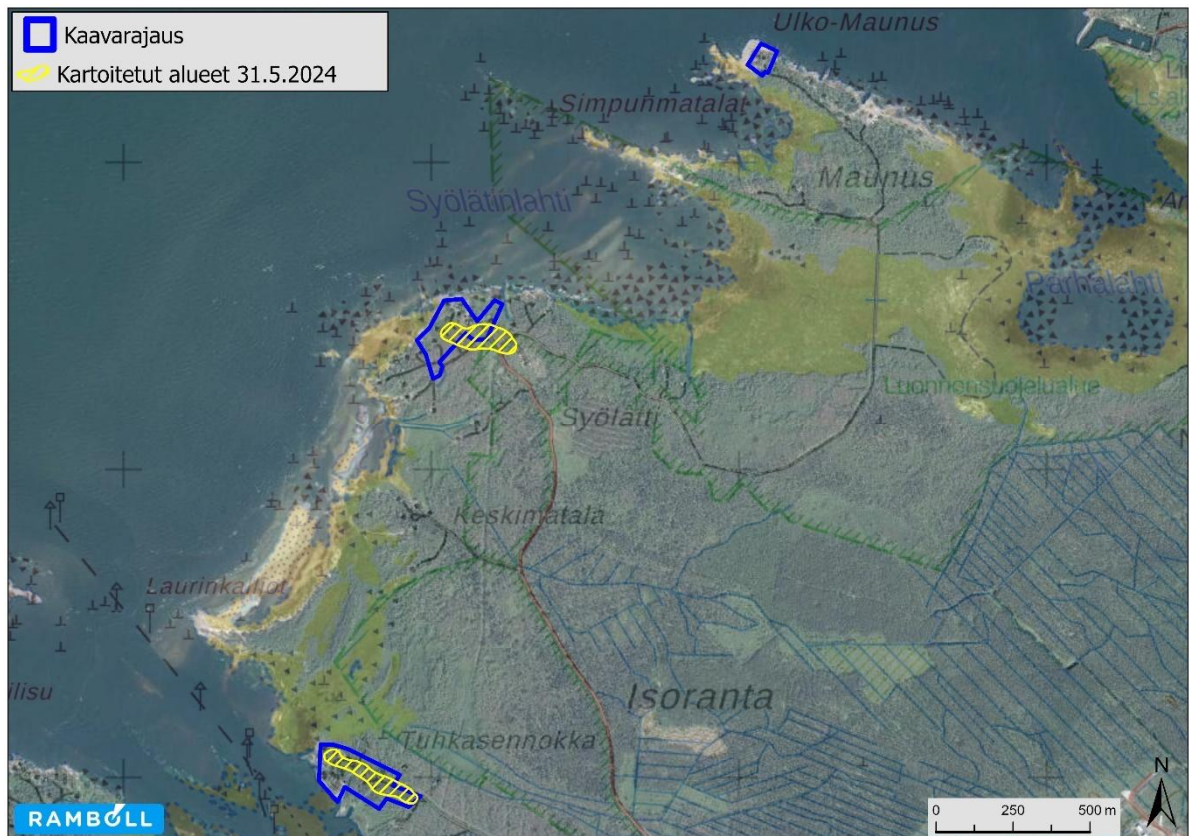 Kaavarajaus
Kartoitetut alueet 31.5.2024
Ulko-Maunus
Simpunmatalat
Maunus
Syölätinlahti
Parhalahti
Luonnonsuojelualue
Syölätti
Keskimatala
Laurinkalliot
Isoranta
Tuhkasennokka
N
0 250 500 m
RAMBOLL